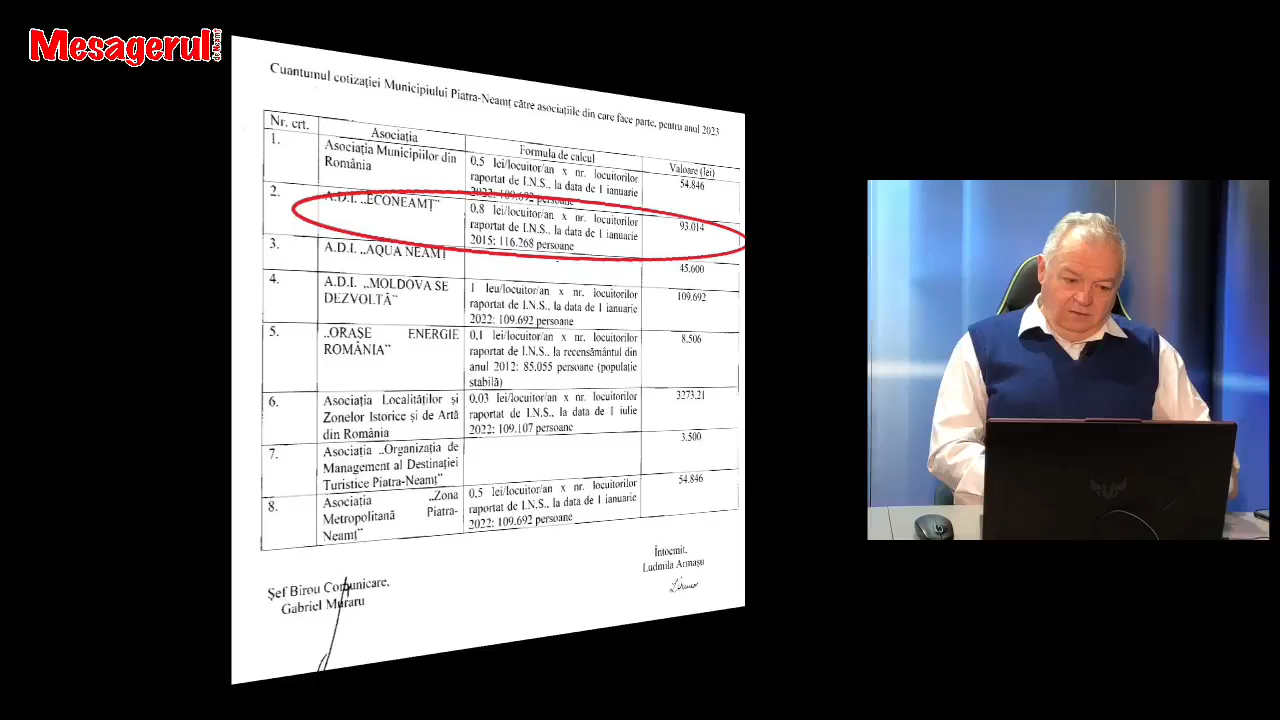 Mesagerul
de Neamț
Cuantumul cotizației Municipiului Piatra-Neamț către asociațiile din care face parte, pentru anul 2023
Nr. crt.
Asociația
Formula de calcul
Valoare (lei)
1.
Asociația Municipiilor din
România
0,5 lei/locuitor/an x nr. locuitorilor
raportat de I.N.S., la data de 1 ianuarie
2022: 109.692 persoane
54.846
2.
A.D.I. „ECONEAMȚ”
0,8 lei/locuitor/an x nr. locuitorilor
raportat de I.N.S., la data de 1 ianuarie
2015: 116.268 persoane
93.014
3.
A.D.I. „AQUA NEAMȚ
-
45.600
4.
A.D.I. „MOLDOVA SE
DEZVOLTĂ”
1 leu/locuitor/an x nr. locuitorilor
raportat de I.N.S., la data de 1 ianuarie
2022: 109.692 persoane
109.692
5.
„ORAȘE ENERGIE
ROMÂNIA”
0,1 lei/locuitor/an x nr. locuitorilor
raportat de I.N.S., la recensământul din
anul 2012: 85.055 persoane (populație
stabilă)
8.506
6.
Asociația Localităților și
Zonelor Istorice și de Artă
din România
0.03 lei/locuitor/an x nr. locuitorilor
raportat de I.N.S., la data de 1 iulie
2022: 109.107 persoane
3273.21
7.
Asociația „Organizația de
Management al Destinației
Turistice Piatra-Neamț”
3.500
8.
Asociația „Zona
Metropolitană Piatra-
Neamț”
0,5 lei/locuitor/an x nr. locuitorilor
raportat de I.N.S., la data de 1 ianuarie
2022: 109.692 persoane
54.846
Șef Birou Comunicare,
Gabriel Muraru
Întocmit,
Ludmila Armașu